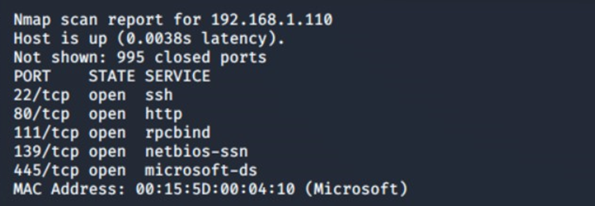 Nmap scan report for 192.168.1.110
Host is up (0.0038s latency).
Not shown: 995 closed ports
PORT    STATE SERVICE
22/tcp  open  ssh
80/tcp  open  http
111/tcp open  rpcbind
139/tcp open  netbios-ssn
445/tcp open  microsoft-ds
MAC Address: 00:15:5D:00:04:10 (Microsoft)